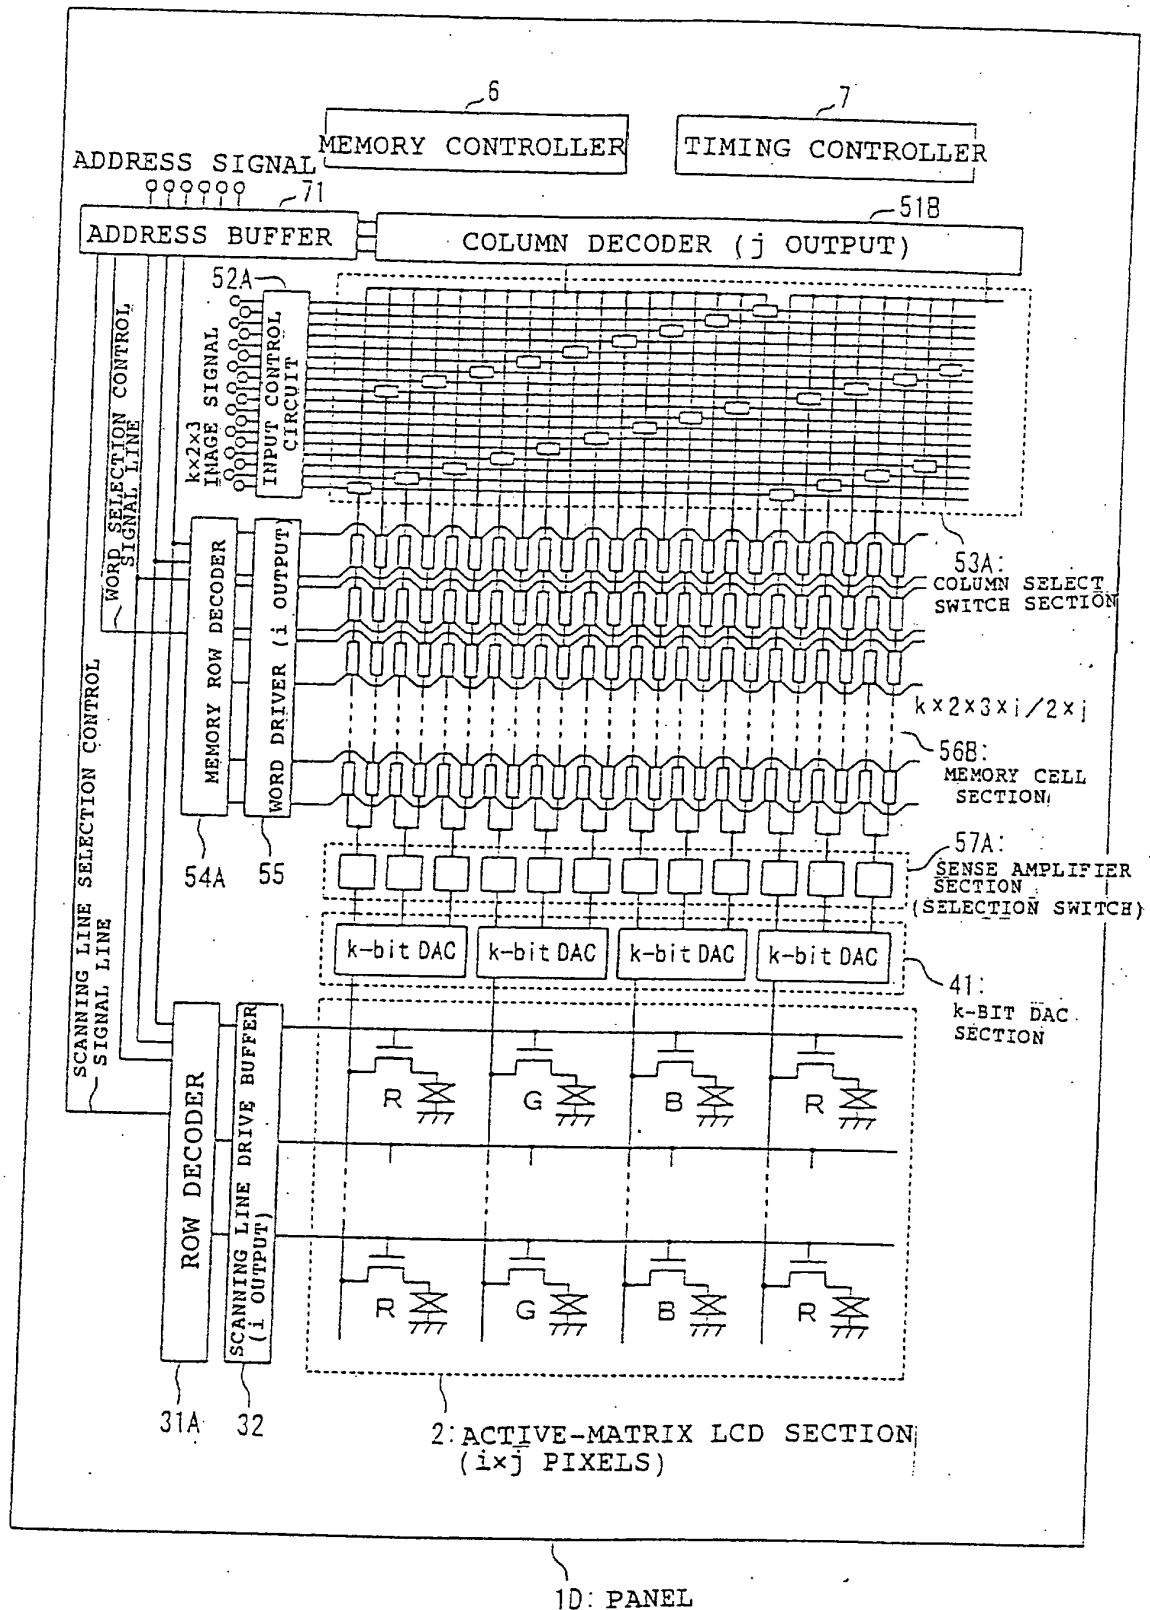 6
7
MEMORY CONTROLLER
TIMING CONTROLLER
ADDRESS SIGNAL
71
51B
ADDRESS BUFFER
COLUMN DECODER (j OUTPUT)
52A
WORD SELECTION CONTROL
SIGNAL LINE
k×2×3
IMAGE SIGNAL
INPUT CONTROL
CIRCUIT
53A:
COLUMN SELECT
SWITCH SECTION
MEMORY ROW DECODER
WORD DRIVER (i OUTPUT)
k×2×3×i/2×j
56B:
MEMORY CELL
SECTION
54A
55
57A:
SENSE AMPLIFIER
SECTION
(SELECTION SWITCH)
SCANNING LINE SELECTION CONTROL
SIGNAL LINE
k-bit DAC
k-bit DAC
k-bit DAC
k-bit DAC
41:
k-BIT DAC
SECTION
ROW DECODER
SCANNING LINE DRIVE BUFFER
(i OUTPUT)
R
G
B
R
R
G
B
R
31A
32
2: ACTIVE-MATRIX LCD SECTION
(i×j PIXELS)
1D: PANEL